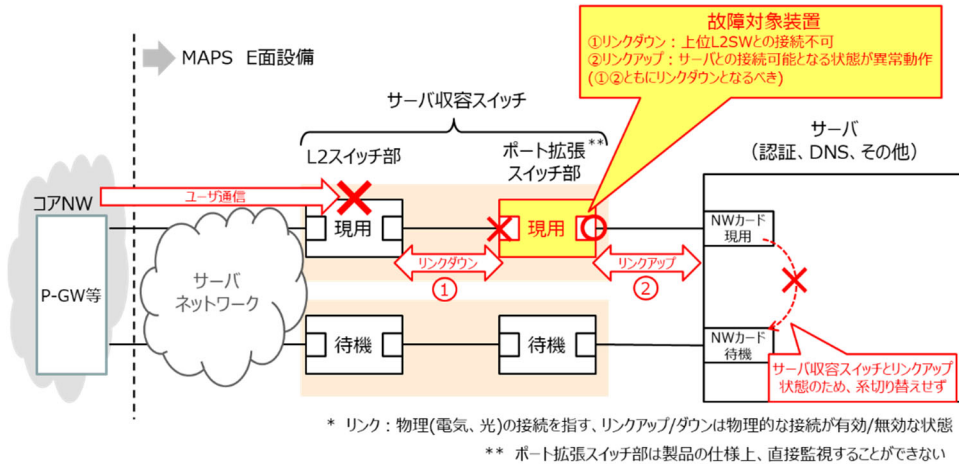 故障対象装置
①リンクダウン：上位L2SWとの接続不可
②リンクアップ：サーバとの接続可能となる状態が異常動作
(①②ともにリンクダウンとなるべき)
MAPS E面設備
サーバ収容スイッチ
L2スイッチ部
ポート拡張**
スイッチ部
サーバ
（認証、DNS、その他）
コアNW
ユーザ通信
P-GW等
サーバ
ネットワーク
現用
現用
NWカード
現用
リンクダウン
①
リンクアップ
②
待機
待機
NWカード
待機
サーバ収容スイッチとリンクアップ
状態のため、系切り替えせず
* リンク：物理(電気、光)の接続を指す、リンクアップ/ダウンは物理的な接続が有効/無効な状態
** ポート拡張スイッチ部は製品の仕様上、直接監視することができない